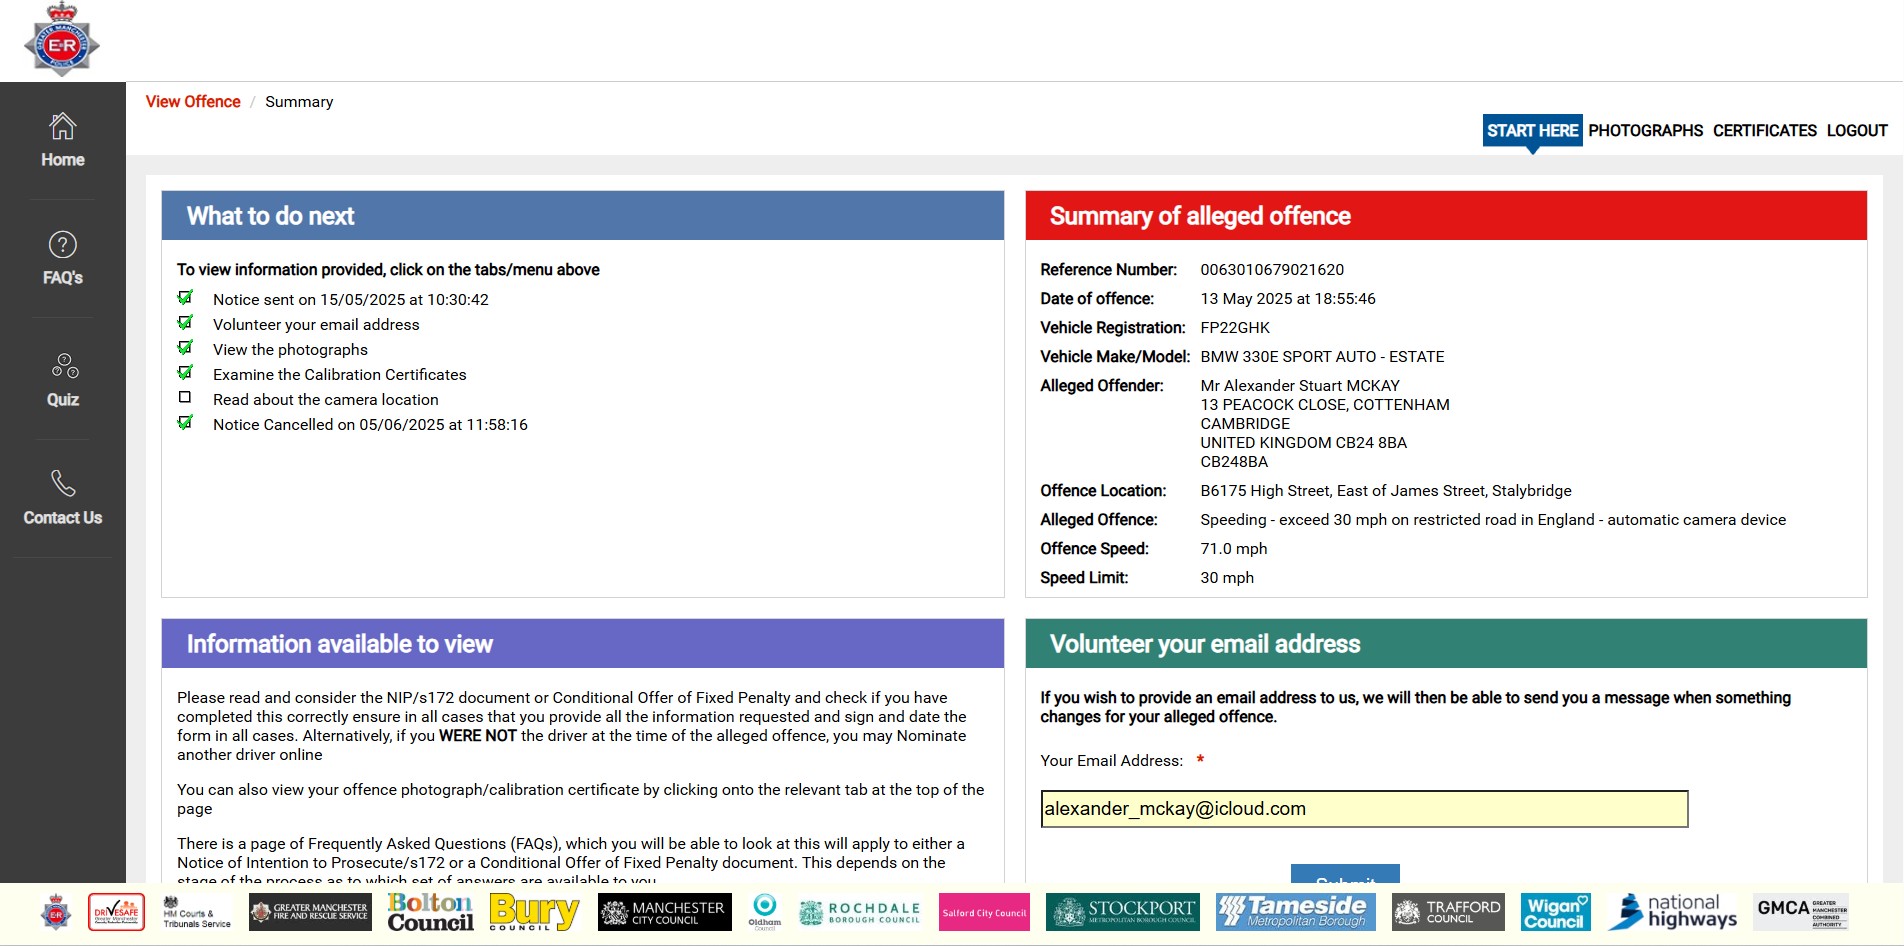 GREATER MANCHESTER
E R
POLICE
View Offence / Summary
START HERE PHOTOGRAPHS CERTIFICATES LOGOUT
Home
FAQ's
Quiz
Contact Us
What to do next
To view information provided, click on the tabs/menu above
Notice sent on 15/05/2025 at 10:30:42
Volunteer your email address
View the photographs
Examine the Calibration Certificates
Read about the camera location
Notice Cancelled on 05/06/2025 at 11:58:16
Summary of alleged offence
Reference Number: 0063010679021620
Date of offence: 13 May 2025 at 18:55:46
Vehicle Registration: FP22GHK
Vehicle Make/Model: BMW 330E SPORT AUTO - ESTATE
Alleged Offender: Mr Alexander Stuart MCKAY
13 PEACOCK CLOSE, COTTENHAM
CAMBRIDGE
UNITED KINGDOM CB24 8BA
CB248BA
Offence Location: B6175 High Street, East of James Street, Stalybridge
Alleged Offence: Speeding - exceed 30 mph on restricted road in England - automatic camera device
Offence Speed: 71.0 mph
Speed Limit: 30 mph
Information available to view
Please read and consider the NIP/s172 document or Conditional Offer of Fixed Penalty and check if you have
completed this correctly ensure in all cases that you provide all the information requested and sign and date the
form in all cases. Alternatively, if you WERE NOT the driver at the time of the alleged offence, you may Nominate
another driver online
You can also view your offence photograph/calibration certificate by clicking onto the relevant tab at the top of the
page
There is a page of Frequently Asked Questions (FAQs), which you will be able to look at this will apply to either a
Notice of Intention to Prosecute/s172 or a Conditional Offer of Fixed Penalty document. This depends on the
stage of the process as to which set of answers are available to you
Volunteer your email address
If you wish to provide an email address to us, we will then be able to send you a message when something
changes for your alleged offence.
Your Email Address: *
alexander_mckay@icloud.com
Submit
DRIVESAFE
HM Courts &
Tribunals Service
GREATER MANCHESTER
FIRE AND RESCUE SERVICE
Bolton
Council
Bury
COUNCIL
MANCHESTER
CITY COUNCIL
Oldham
Council
ROCHDALE
BOROUGH COUNCIL
Salford City Council
STOCKPORT
METROPOLITAN BOROUGH COUNCIL
Tameside
Metropolitan Borough
TRAFFORD
COUNCIL
Wigan
Council
national
highways
GMCA
GREATER
MANCHESTER
COMBINED
AUTHORITY